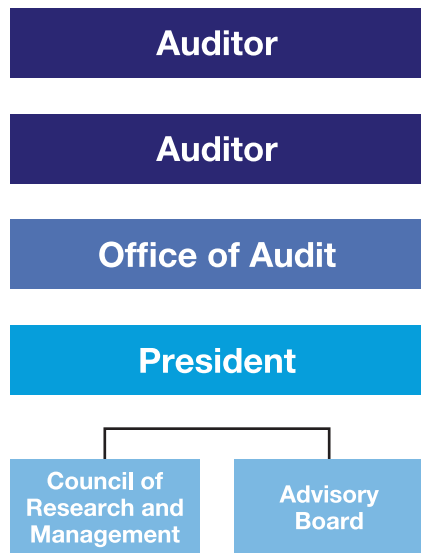 Auditor
Auditor
Office of Audit
President
Council of
Research and
Management
Advisory
Board